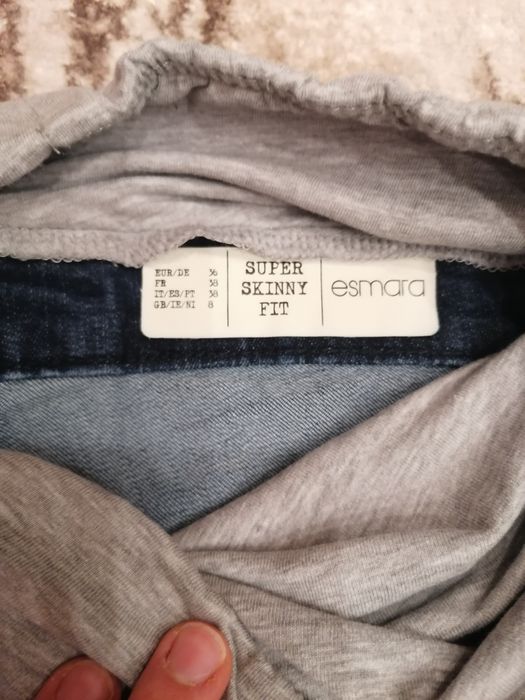 EUR/DE 36
FR 38
IT/ES/PT 38
GB/IE/NI 8
SUPER
SKINNY
FIT
esmara